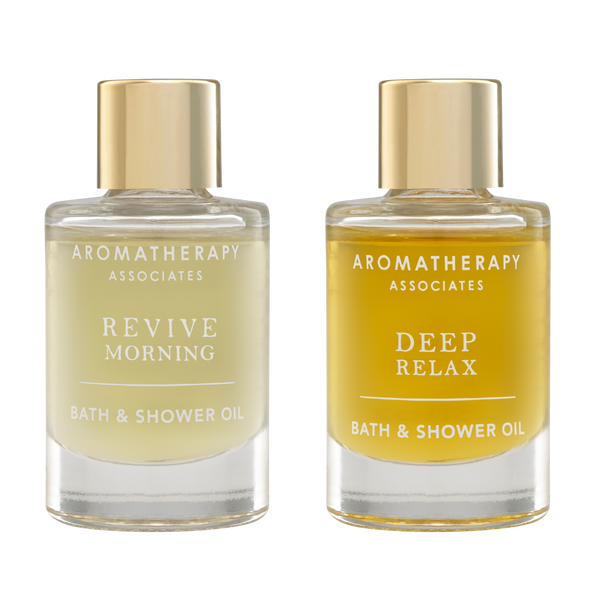 AROMATHERAPY
ASSOCIATES
REVIVE
MORNING
BATH & SHOWER OIL
AROMATHERAPY
ASSOCIATES
DEEP
RELAX
BATH & SHOWER OIL